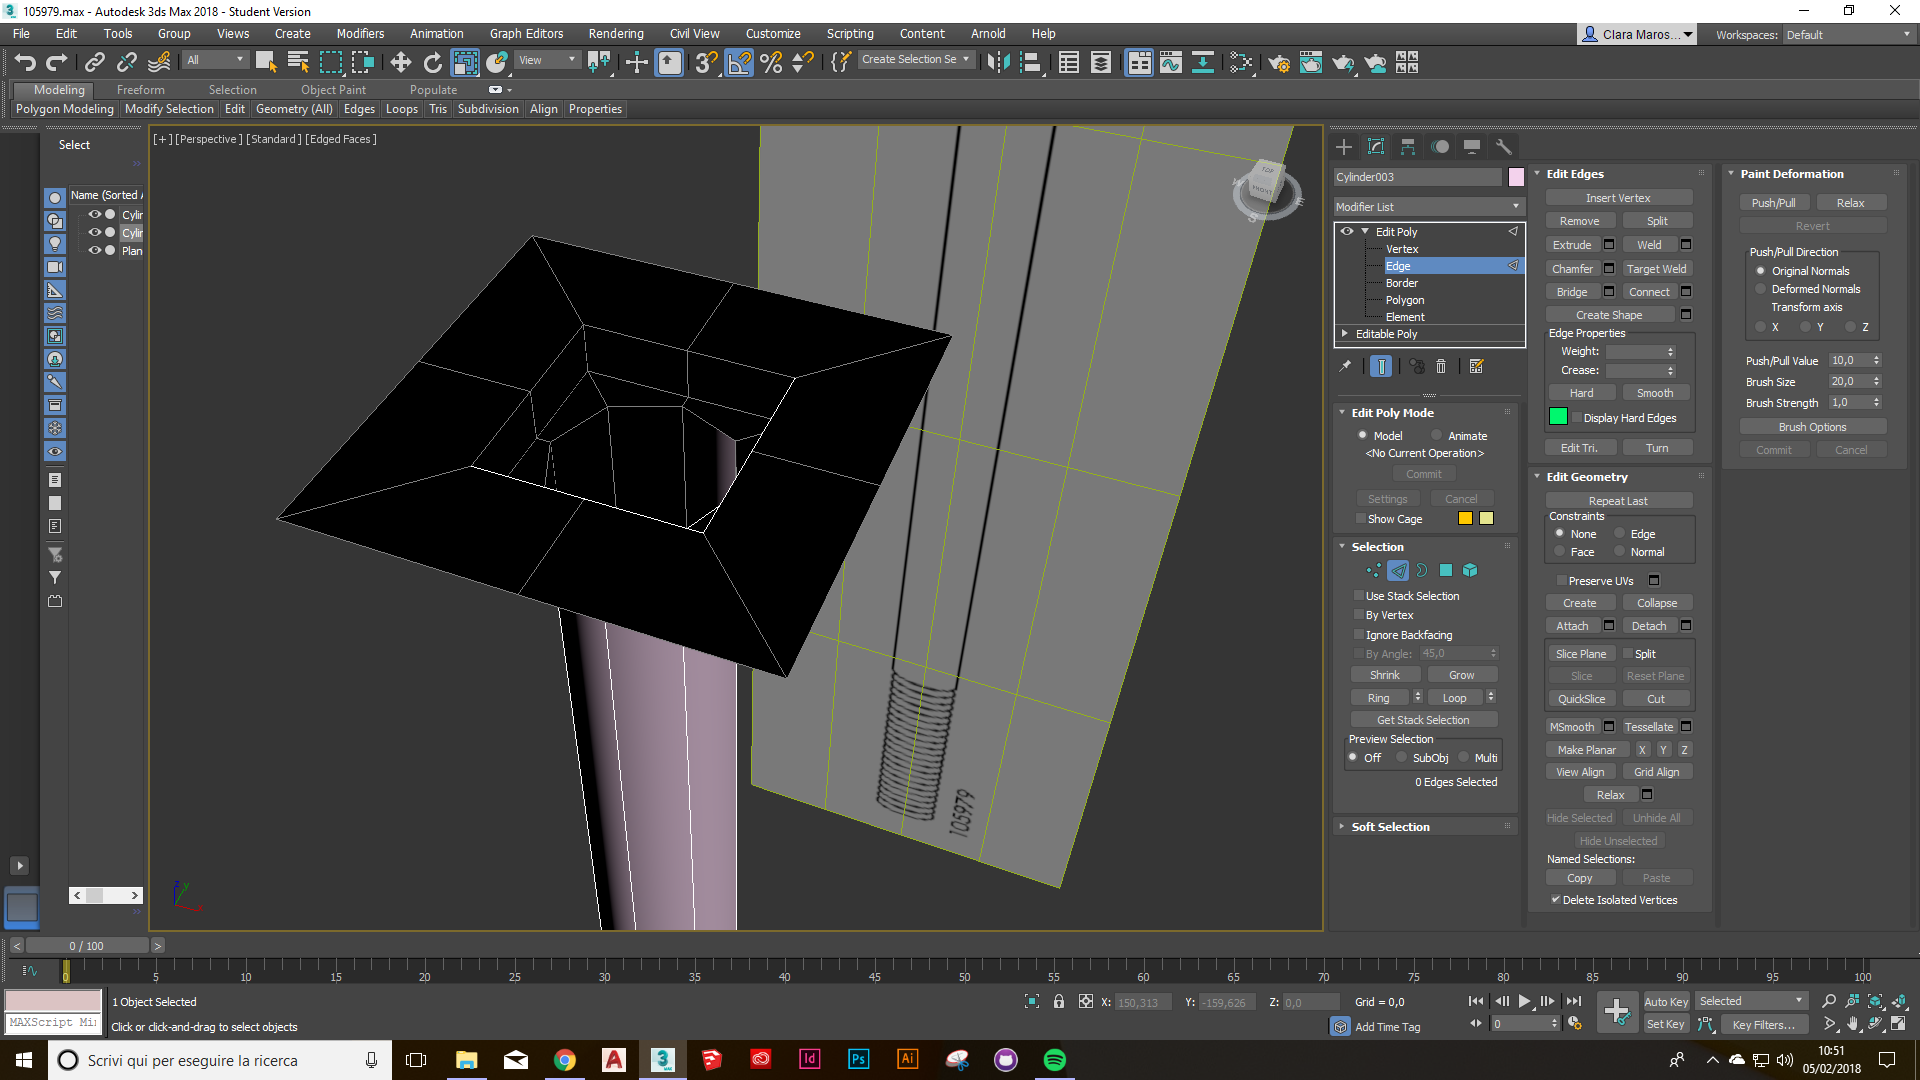 105979.max - Autodesk 3ds Max 2018 - Student Version
File Edit Tools Group Views Create Modifiers Animation Graph Editors Rendering Civil View Customize Scripting Content Arnold Help
Clara Maros... Workspaces: Default
All View Create Selection Se
Modeling Freeform Selection Object Paint Populate
Polygon Modeling Modify Selection Edit Geometry (All) Edges Loops Tris Subdivision Align Properties
Select
Name (Sorted A
Cylin
Cylin
Plan
[+] [Perspective] [Standard] [Edged Faces]
TOP
FRONT
W
S
E
105979
z
y
Cylinder003
Modifier List
Edit Poly
Vertex
Edge
Border
Polygon
Element
Editable Poly
Edit Poly Mode
Model Animate
<No Current Operation>
Commit
Settings Cancel
Show Cage
Selection
Use Stack Selection
By Vertex
Ignore Backfacing
By Angle: 45,0
Shrink Grow
Ring Loop
Get Stack Selection
Preview Selection
Off SubObj Multi
0 Edges Selected
Soft Selection
Edit Edges
Insert Vertex
Remove Split
Extrude Weld
Chamfer Target Weld
Bridge Connect
Create Shape
Edge Properties
Weight:
Crease:
Hard Smooth
Display Hard Edges
Edit Tri. Turn
Edit Geometry
Repeat Last
Constraints
None Edge
Face Normal
Preserve UVs
Create Collapse
Attach Detach
Slice Plane Split
Slice Reset Plane
QuickSlice Cut
MSmooth Tessellate
Make Planar X Y Z
View Align Grid Align
Relax
Hide Selected Unhide All
Hide Unselected
Named Selections:
Copy Paste
Delete Isolated Vertices
Paint Deformation
Push/Pull Relax
Revert
Push/Pull Direction
Original Normals
Deformed Normals
Transform axis
X Y Z
Push/Pull Value 10,0
Brush Size 20,0
Brush Strength 1,0
Brush Options
Commit Cancel
< 0 / 100 >
0 5 10 15 20 25 30 35 40 45 50 55 60 65 70 75 80 85 90 95 100
1 Object Selected
MAXScript Mi
Click or click-and-drag to select objects
X: 150,313 Y: -159,626 Z: 0,0 Grid = 0,0
Add Time Tag
0
Auto Key Selected
Set Key Key Filters...
Scrivi qui per eseguire la ricerca
3
MAX
Id
Ps
Ai
10:51
05/02/2018